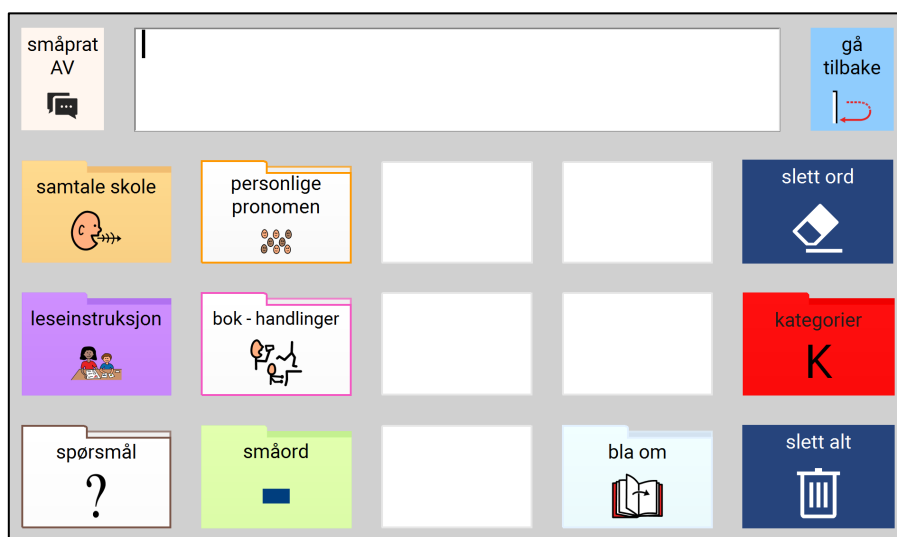 småprat
AV
gå
tilbake
samtale skole
personlige
pronomen
slett ord
leseinstruksjon
bok - handlinger
kategorier
K
spørsmål
?
småord
bla om
slett alt